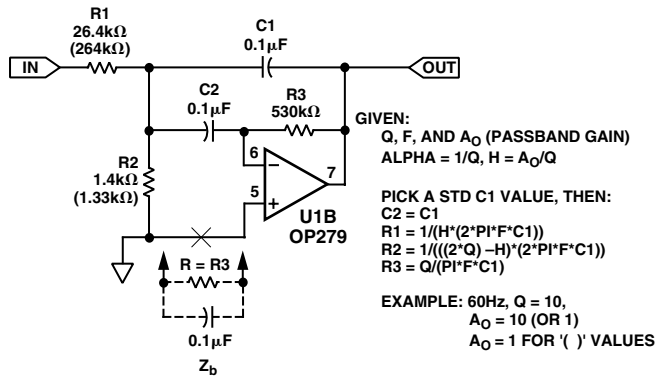 R1
26.4kΩ
(264kΩ)
C1
0.1μF
IN
OUT
C2
0.1μF
R3
530kΩ
GIVEN:
Q, F, AND AO (PASSBAND GAIN)
ALPHA = 1/Q, H = AO/Q
6
7
5
R2
1.4kΩ
(1.33kΩ)
U1B
OP279
PICK A STD C1 VALUE, THEN:
C2 = C1
R1 = 1/(H*(2*PI*F*C1))
R2 = 1/(((2*Q) –H)*(2*PI*F*C1))
R3 = Q/(PI*F*C1)
R = R3
0.1μF
Zb
EXAMPLE: 60Hz, Q = 10,
AO = 10 (OR 1)
AO = 1 FOR '( )' VALUES